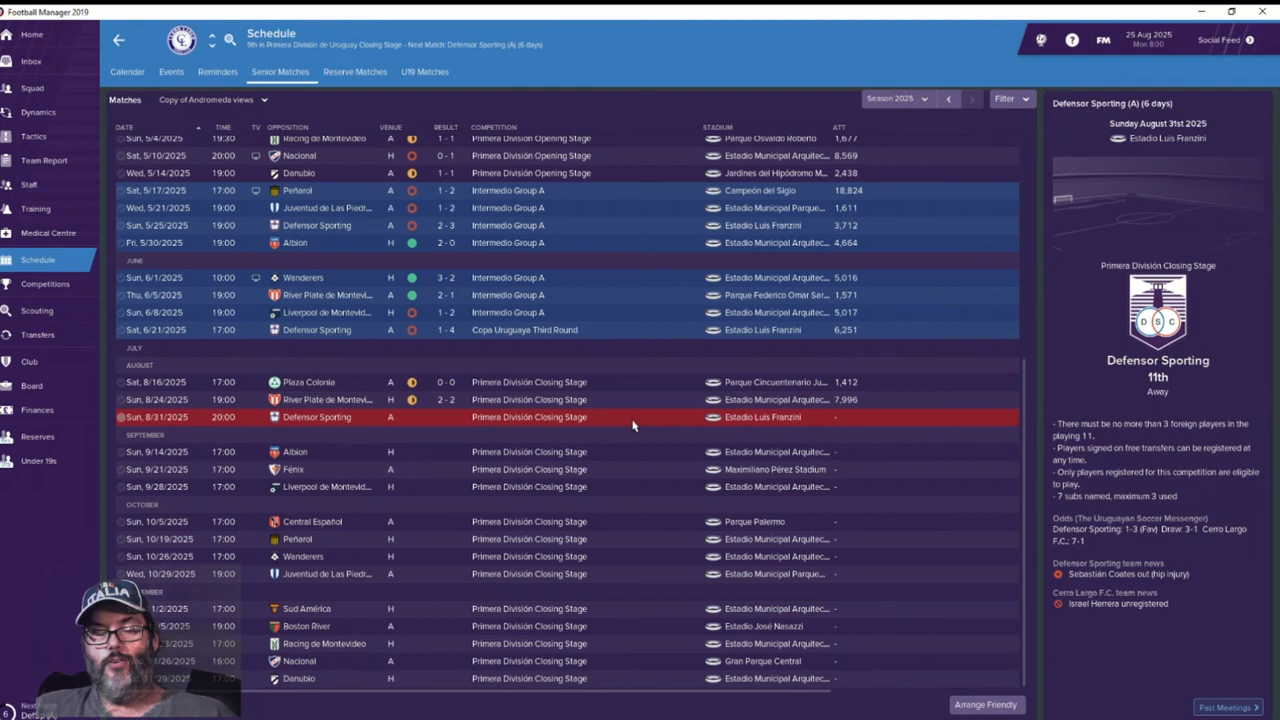 Football Manager 2019
Home
Inbox
Squad
Dynamics
Tactics
Team Report
Staff
Training
Medical Centre
Schedule
Competitions
Scouting
Transfers
Club
Board
Finances
Reserves
Under 19s
Next Match
DefSp (A)
6
Schedule
9th in Primera División de Uruguay Closing Stage - Next Match: Defensor Sporting (A) (6 days)
FM
25 Aug 2025
Mon 8:00
Social Feed
Calendar Events Reminders Senior Matches Reserve Matches U19 Matches
Matches Copy of Andromeda views Season 2025 Filter
DATE TIME TV OPPOSITION VENUE RESULT COMPETITION STADIUM ATT
Sun, 5/4/2025 19:30 Racing de Montevideo A 1 - 1 Primera División Opening Stage Parque Osvaldo Roberto 1,677
Sat, 5/10/2025 20:00 Nacional H 0 - 1 Primera División Opening Stage Estadio Municipal Arquitec... 8,569
Wed, 5/14/2025 19:00 Danubio A 1 - 1 Primera División Opening Stage Jardines del Hipódromo M... 2,438
Sat, 5/17/2025 17:00 Peñarol A 1 - 2 Intermedio Group A Campeón del Siglo 18,824
Wed, 5/21/2025 19:00 Juventud de Las Piedr... A 1 - 2 Intermedio Group A Estadio Municipal Parque... 1,611
Sun, 5/25/2025 19:00 Defensor Sporting A 2 - 3 Intermedio Group A Estadio Luis Franzini 3,712
Fri, 5/30/2025 19:00 Albion H 2 - 0 Intermedio Group A Estadio Municipal Arquitec... 4,664
JUNE
Sun, 6/1/2025 10:00 Wanderers H 3 - 2 Intermedio Group A Estadio Municipal Arquitec... 5,016
Thu, 6/5/2025 19:00 River Plate de Montevi... A 2 - 1 Intermedio Group A Parque Federico Omar Sar... 1,571
Sun, 6/8/2025 19:00 Liverpool de Montevid... H 1 - 2 Intermedio Group A Estadio Municipal Arquitec... 5,017
Sat, 6/21/2025 17:00 Defensor Sporting A 1 - 4 Copa Uruguaya Third Round Estadio Luis Franzini 6,251
JULY
AUGUST
Sat, 8/16/2025 17:00 Plaza Colonia A 0 - 0 Primera División Closing Stage Parque Cincuentenario Ju... 1,412
Sun, 8/24/2025 19:00 River Plate de Montevi... H 2 - 2 Primera División Closing Stage Estadio Municipal Arquitec... 7,996
Sun, 8/31/2025 20:00 Defensor Sporting A Primera División Closing Stage Estadio Luis Franzini -
SEPTEMBER
Sun, 9/14/2025 17:00 Albion H Primera División Closing Stage Estadio Municipal Arquitec... -
Sun, 9/21/2025 17:00 Fénix A Primera División Closing Stage Maximiliano Pérez Stadium -
Sun, 9/28/2025 17:00 Liverpool de Montevid... H Primera División Closing Stage Estadio Municipal Arquitec... -
OCTOBER
Sun, 10/5/2025 17:00 Central Español A Primera División Closing Stage Parque Palermo -
Sun, 10/19/2025 17:00 Peñarol H Primera División Closing Stage Estadio Municipal Arquitec... -
Sun, 10/26/2025 17:00 Wanderers H Primera División Closing Stage Estadio Municipal Arquitec... -
Wed, 10/29/2025 19:00 Juventud de Las Piedr... A Primera División Closing Stage Estadio Municipal Parque... -
EMBER
1/2/2025 17:00 Sud América H Primera División Closing Stage Estadio Municipal Arquitec... -
/5/2025 19:00 Boston River A Primera División Closing Stage Estadio José Nasazzi -
/23/2025 17:00 Racing de Montevideo H Primera División Closing Stage Estadio Municipal Arquitec... -
11/26/2025 16:00 Nacional A Primera División Closing Stage Gran Parque Central -
11/29/2025 17:00 Danubio H Primera División Closing Stage Estadio Municipal Arquitec... -
Arrange Friendly
Defensor Sporting (A) (6 days)
Sunday August 31st 2025
Estadio Luis Franzini
Primera División Closing Stage
D S C
Defensor Sporting
11th
Away
- There must be no more than 3 foreign players in the
playing 11.
- Players signed on free transfers can be registered at
any time.
- Only players registered for this competition are eligible
to play.
- 7 subs named, maximum 3 used
Odds (The Uruguayan Soccer Messenger)
Defensor Sporting: 1-3 (Fav) Draw: 3-1 Cerro Largo
F.C.: 7-1
Defensor Sporting team news
Sebastián Coates out (hip injury)
Cerro Largo F.C. team news
Israel Herrera unregistered
Past Meetings
ITALIA